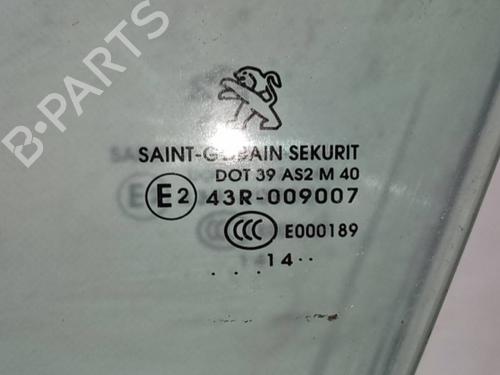 B-PARTS
SAINT-GOBAIN SEKURIT
DOT 39 AS2 M 40
E2 43R-009007
CCC E000189
. . . 14 . .